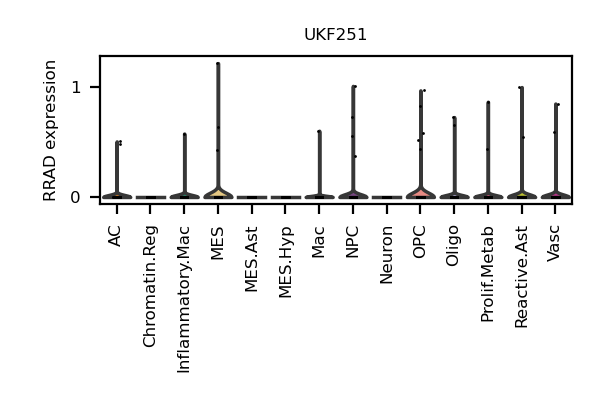 UKF251
RRAD expression
1
0
AC
Chromatin.Reg
Inflammatory.Mac
MES
MES.Ast
MES.Hyp
Mac
NPC
Neuron
OPC
Oligo
Prolif.Metab
Reactive.Ast
Vasc